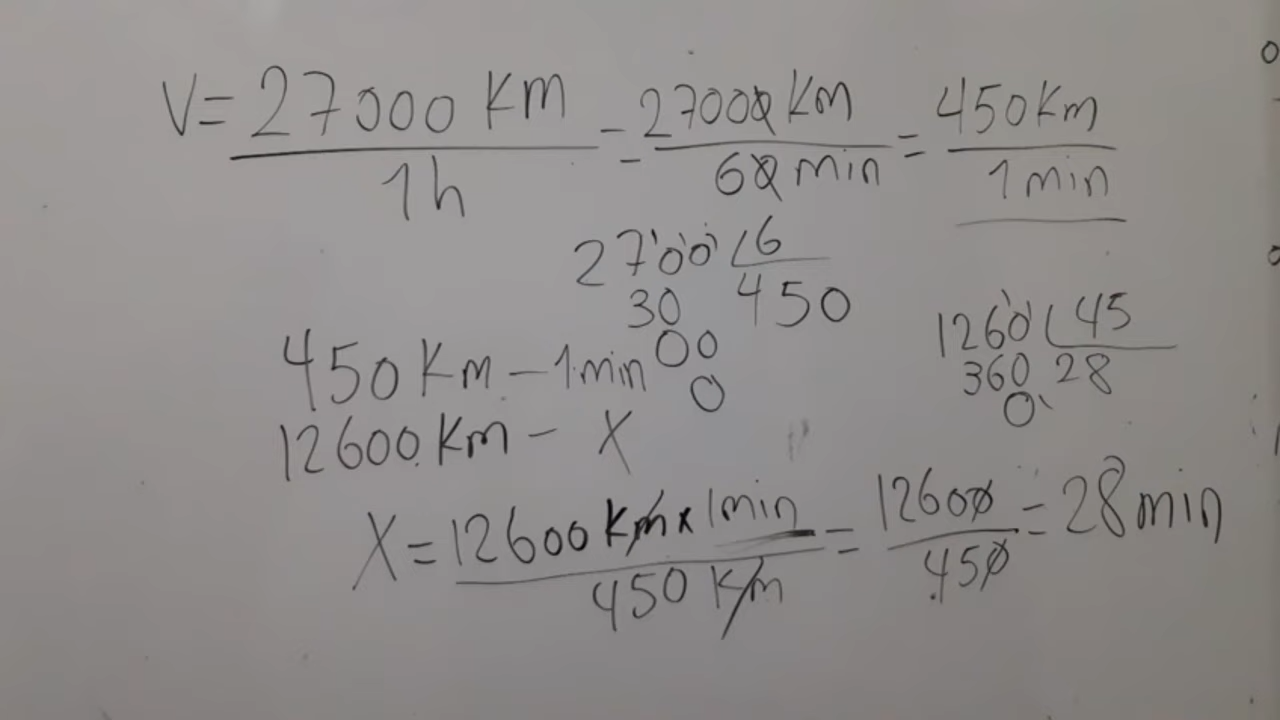 V = 27000 Km / 1h = 27000 Km / 60 min = 450 Km / 1 min
2700 | 6
30 450
00
0
1260 | 45
360 28
0
450 Km - 1 min
12600 Km - X
X = 12600 Km x 1 min / 450 Km = 12600 / 450 = 28 min